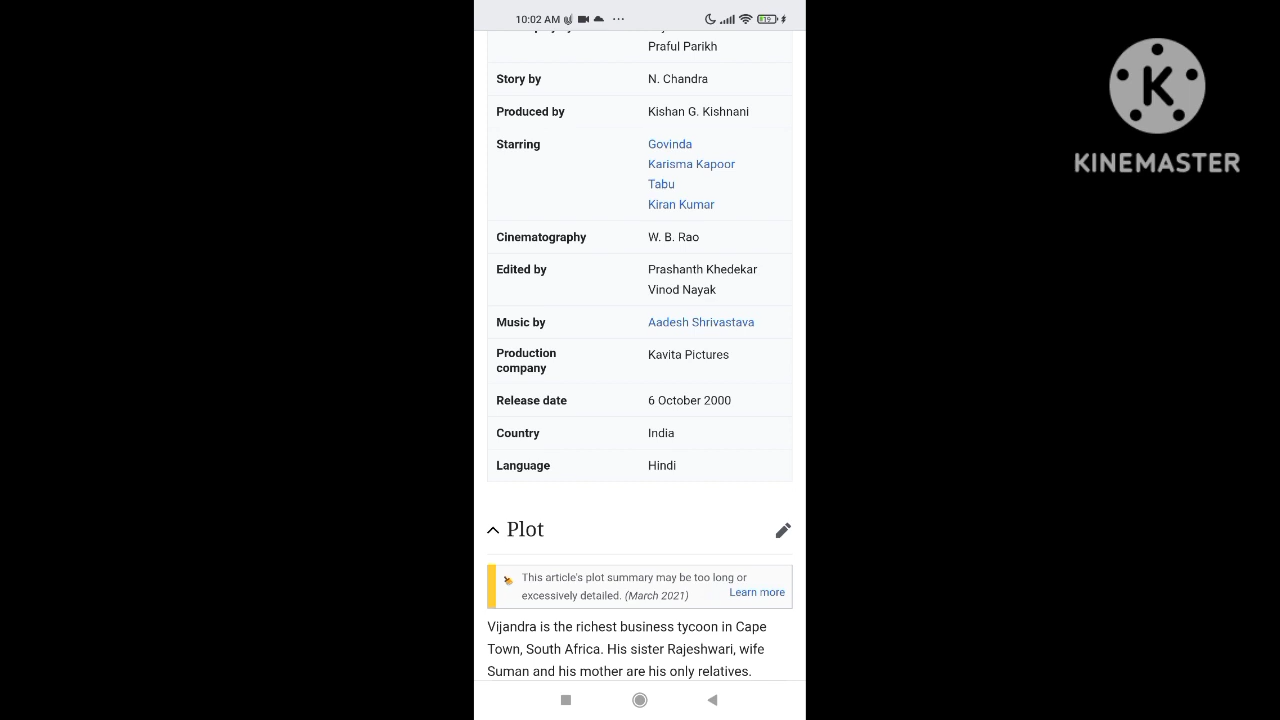 10:02 AM
19
Praful Parikh
Story by N. Chandra
Produced by Kishan G. Kishnani
Starring Govinda
Karisma Kapoor
Tabu
Kiran Kumar
Cinematography W. B. Rao
Edited by Prashanth Khedekar
Vinod Nayak
Music by Aadesh Shrivastava
Production Kavita Pictures
company
Release date 6 October 2000
Country India
Language Hindi
Plot
This article's plot summary may be too long or
excessively detailed. (March 2021) Learn more
Vijandra is the richest business tycoon in Cape
Town, South Africa. His sister Rajeshwari, wife
Suman and his mother are his only relatives.
K
KINEMASTER